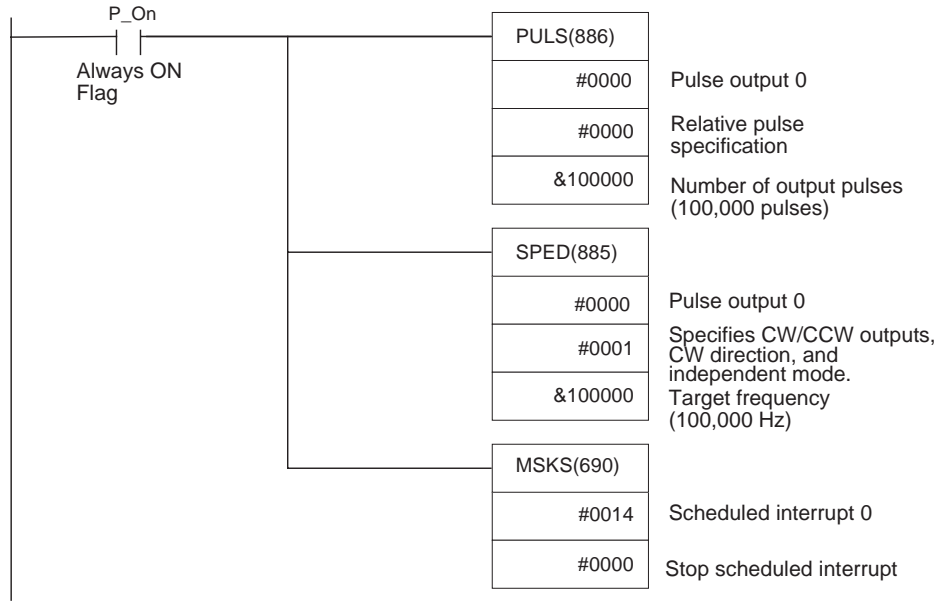 P_On
Always ON
Flag
PULS(886)
#0000
Pulse output 0
#0000
Relative pulse
specification
&100000
Number of output pulses
(100,000 pulses)
SPED(885)
#0000
Pulse output 0
#0001
Specifies CW/CCW outputs,
CW direction, and
independent mode.
&100000
Target frequency
(100,000 Hz)
MSKS(690)
#0014
Scheduled interrupt 0
#0000
Stop scheduled interrupt